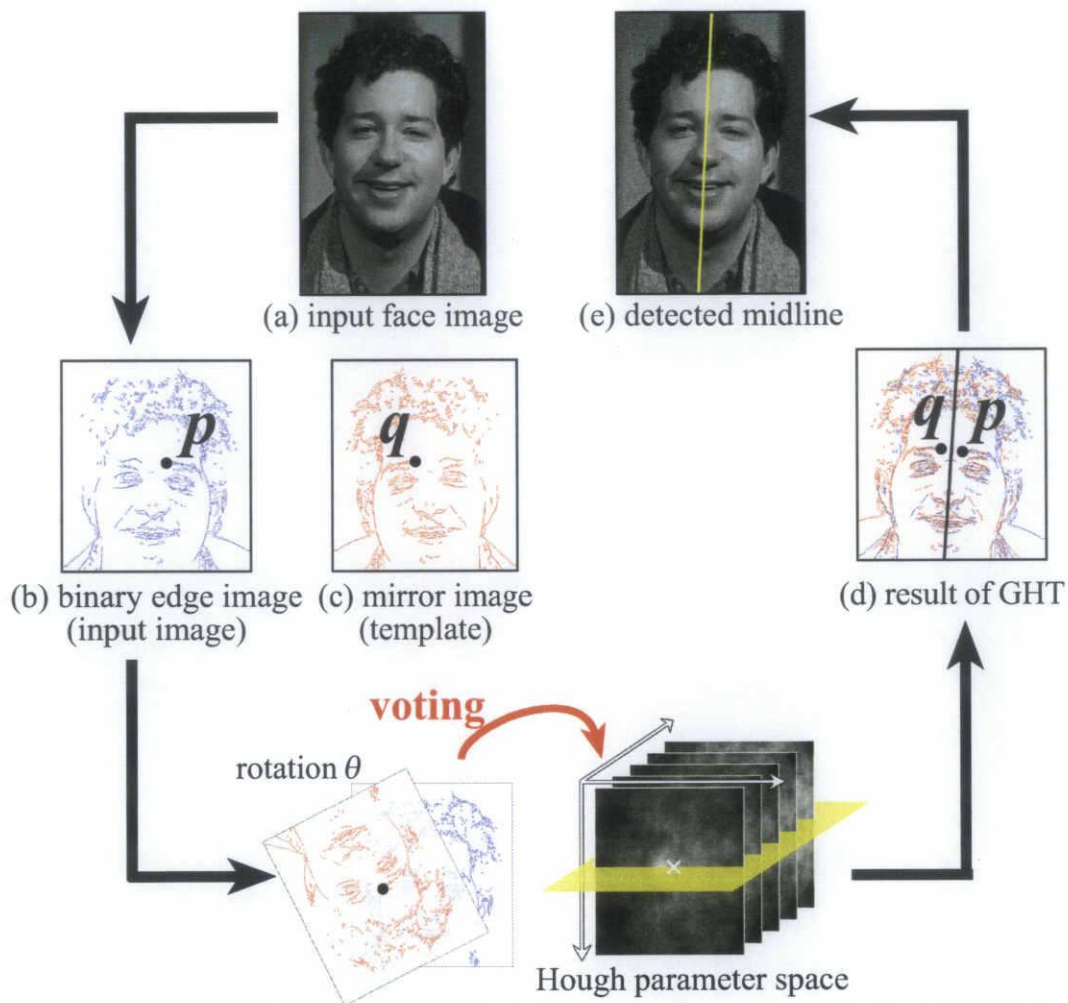 (a) input face image
(e) detected midline
p
q
q p
(b) binary edge image
(input image)
(c) mirror image
(template)
(d) result of GHT
voting
rotation θ
Hough parameter space